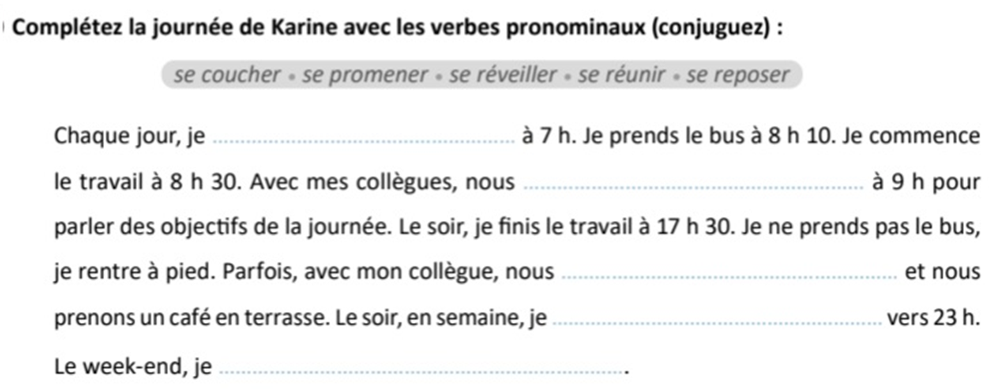 Complétez la journée de Karine avec les verbes pronominaux (conjuguez) :
se coucher • se promener • se réveiller • se réunir • se reposer
Chaque jour, je ........................................ à 7 h. Je prends le bus à 8 h 10. Je commence
le travail à 8 h 30. Avec mes collègues, nous ........................................ à 9 h pour
parler des objectifs de la journée. Le soir, je finis le travail à 17 h 30. Je ne prends pas le bus,
je rentre à pied. Parfois, avec mon collègue, nous ........................................ et nous
prenons un café en terrasse. Le soir, en semaine, je ........................................ vers 23 h.
Le week-end, je ........................................ .